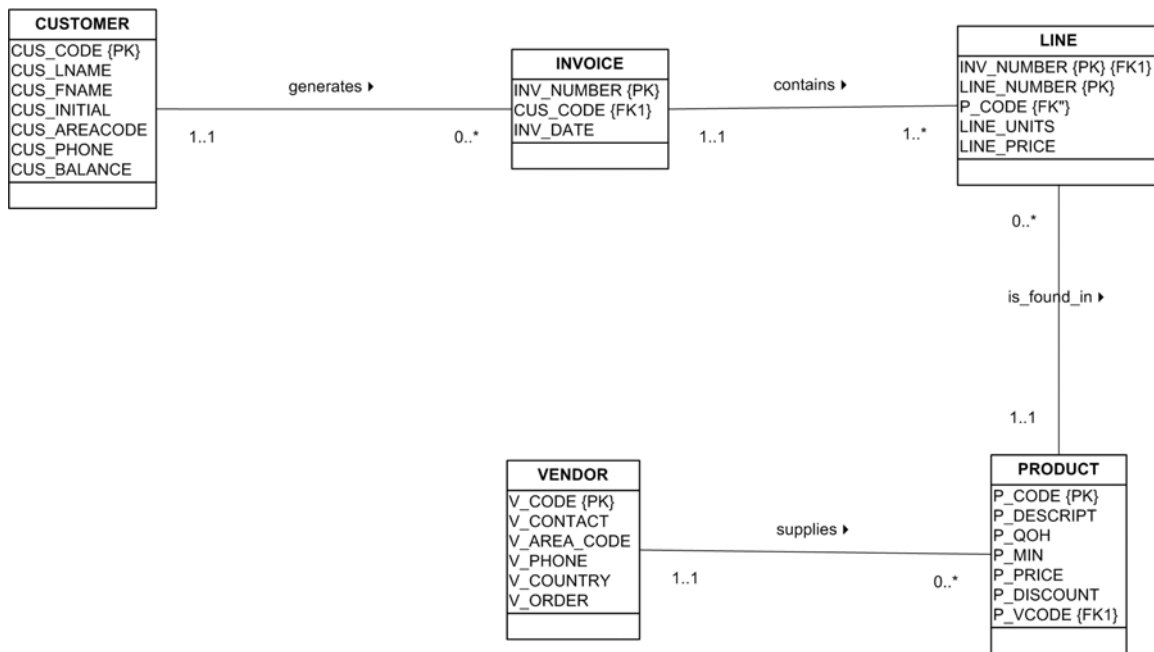 CUSTOMER
CUS_CODE {PK}
CUS_LNAME
CUS_FNAME
CUS_INITIAL
CUS_AREACODE
CUS_PHONE
CUS_BALANCE
generates
1..1
0..*
INVOICE
INV_NUMBER {PK}
CUS_CODE {FK1}
INV_DATE
contains
1..1
1..*
LINE
INV_NUMBER {PK} {FK1}
LINE_NUMBER {PK}
P_CODE {FK"}
LINE_UNITS
LINE_PRICE
0..*
is_found_in
1..1
VENDOR
V_CODE {PK}
V_CONTACT
V_AREA_CODE
V_PHONE
V_COUNTRY
V_ORDER
supplies
1..1
0..*
PRODUCT
P_CODE {PK}
P_DESCRIPT
P_QOH
P_MIN
P_PRICE
P_DISCOUNT
P_VCODE {FK1}